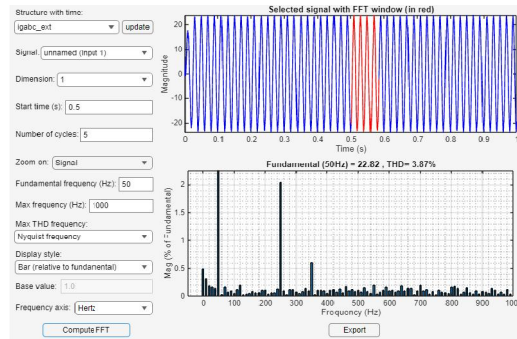 Structure with time:
igabc_ext
update
Signal: unnamed (Input 1)
Dimension: 1
Start time (s): 0.5
Number of cycles: 5
Zoom on: Signal
Fundamental frequency (Hz): 50
Max frequency (Hz): 1000
Max THD frequency:
Nyquist frequency
Display style:
Bar (relative to fundamental)
Base value: 1.0
Frequency axis: Hertz
Compute FFT
Selected signal with FFT window (in red)
Magnitude
20
10
0
-10
-20
0 0.1 0.2 0.3 0.4 0.5 0.6 0.7 0.8 0.9 1
Time (s)
Fundamental (50Hz) = 22.82 , THD= 3.87%
Mag (% of Fundamental)
2
1.5
1
0.5
0
0 100 200 300 400 500 600 700 800 900 1000
Frequency (Hz)
Export